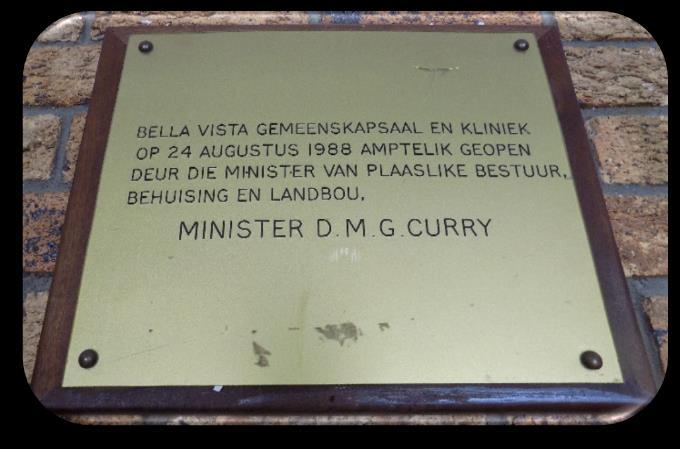 BELLA VISTA GEMEENSKAPSAAL EN KLINIEK
OP 24 AUGUSTUS 1988 AMPTELIK GEOPEN
DEUR DIE MINISTER VAN PLAASLIKE BESTUUR,
BEHUISING EN LANDBOU,
MINISTER D.M.G.CURRY